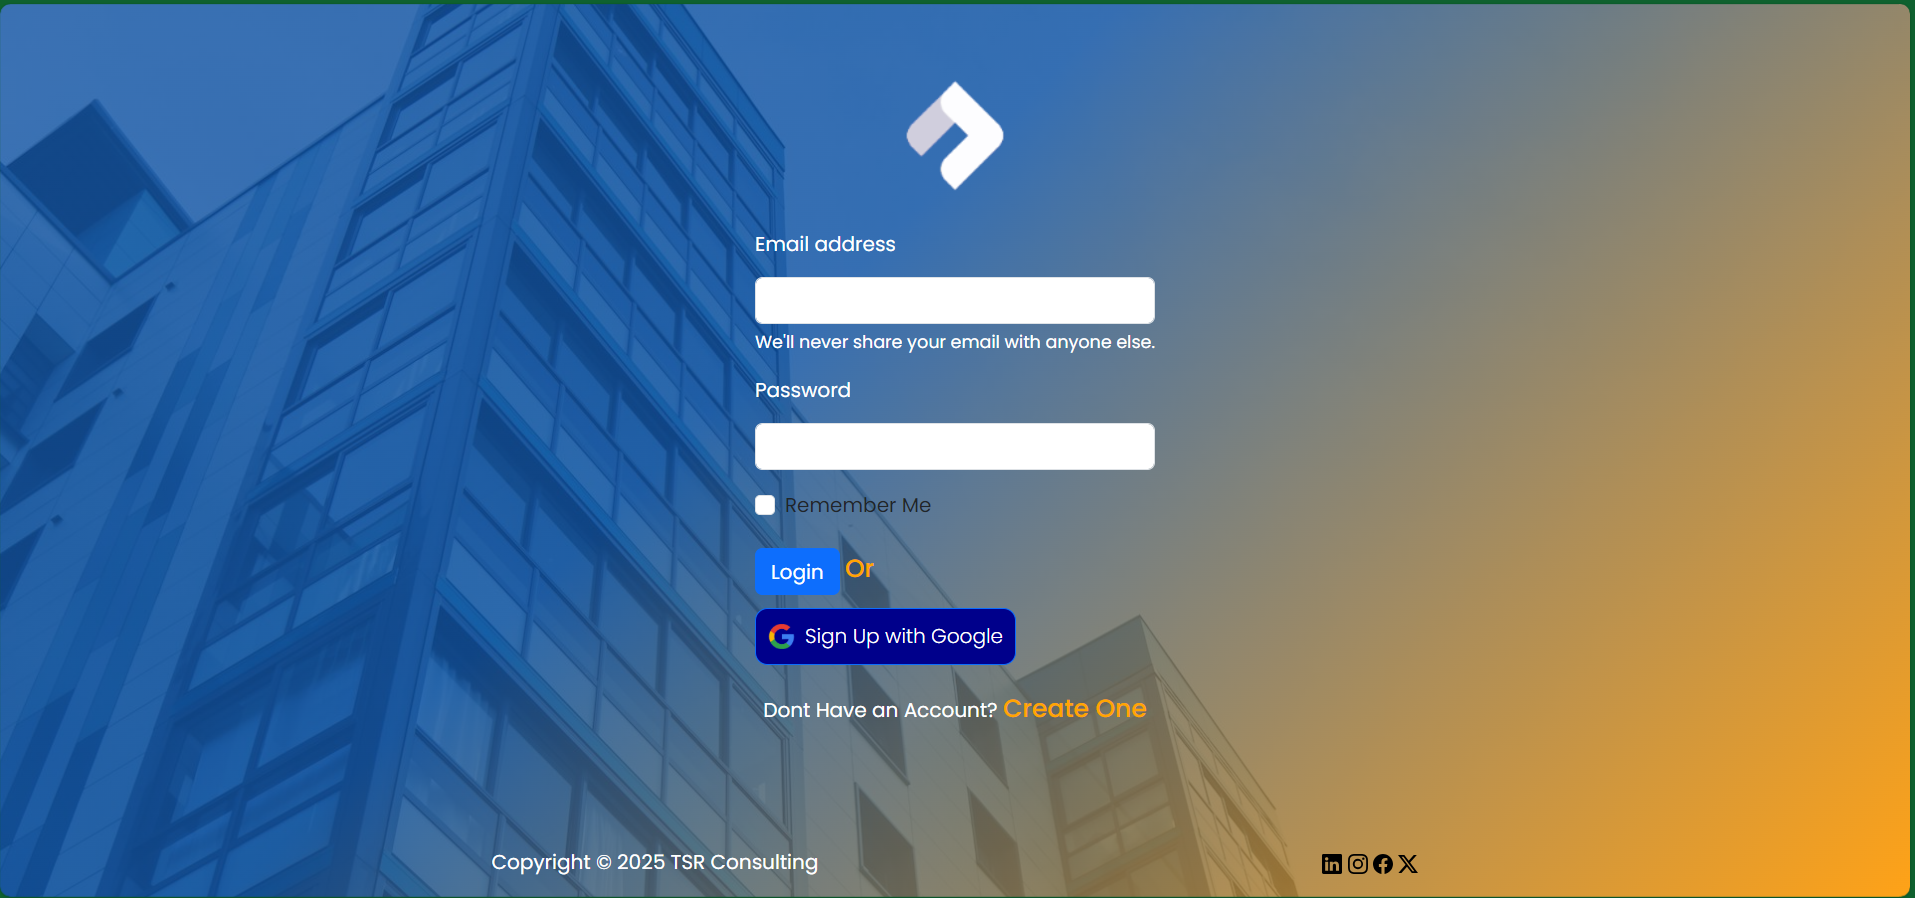 Email address
We'll never share your email with anyone else.
Password
Remember Me
Login Or
Sign Up with Google
Dont Have an Account? Create One
Copyright © 2025 TSR Consulting